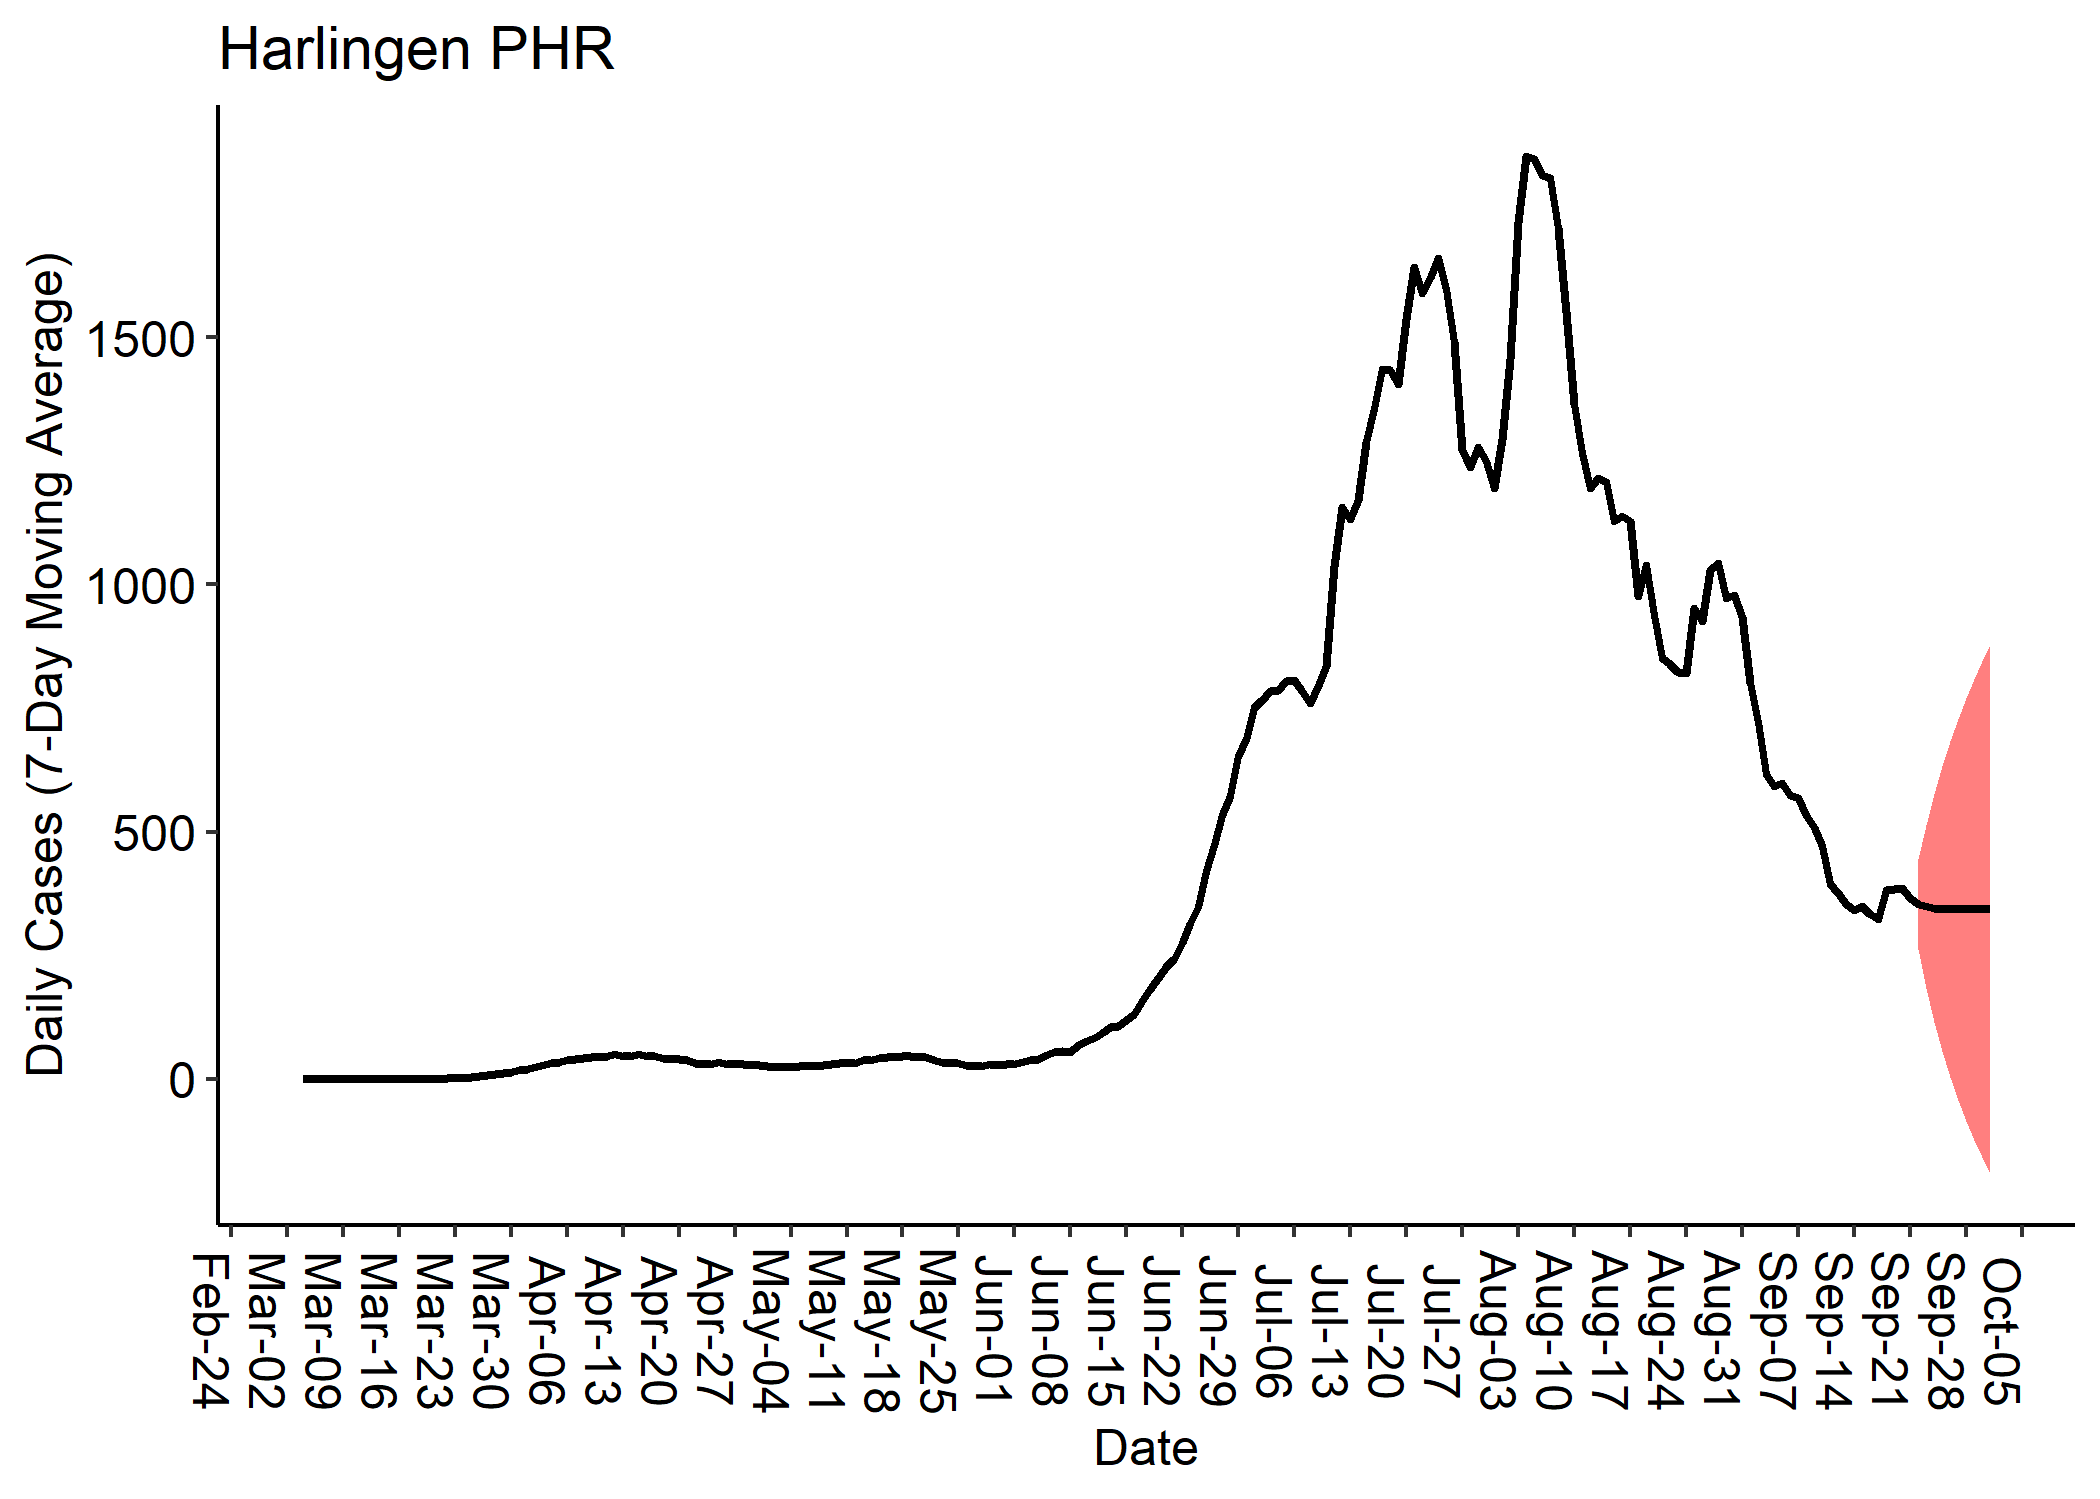 Harlingen PHR
Daily Cases (7-Day Moving Average)
1500
1000
500
0
Feb-24
Mar-02
Mar-09
Mar-16
Mar-23
Mar-30
Apr-06
Apr-13
Apr-20
Apr-27
May-04
May-11
May-18
May-25
Jun-01
Jun-08
Jun-15
Jun-22
Jun-29
Jul-06
Jul-13
Jul-20
Jul-27
Aug-03
Aug-10
Aug-17
Aug-24
Aug-31
Sep-07
Sep-14
Sep-21
Sep-28
Oct-05
Date